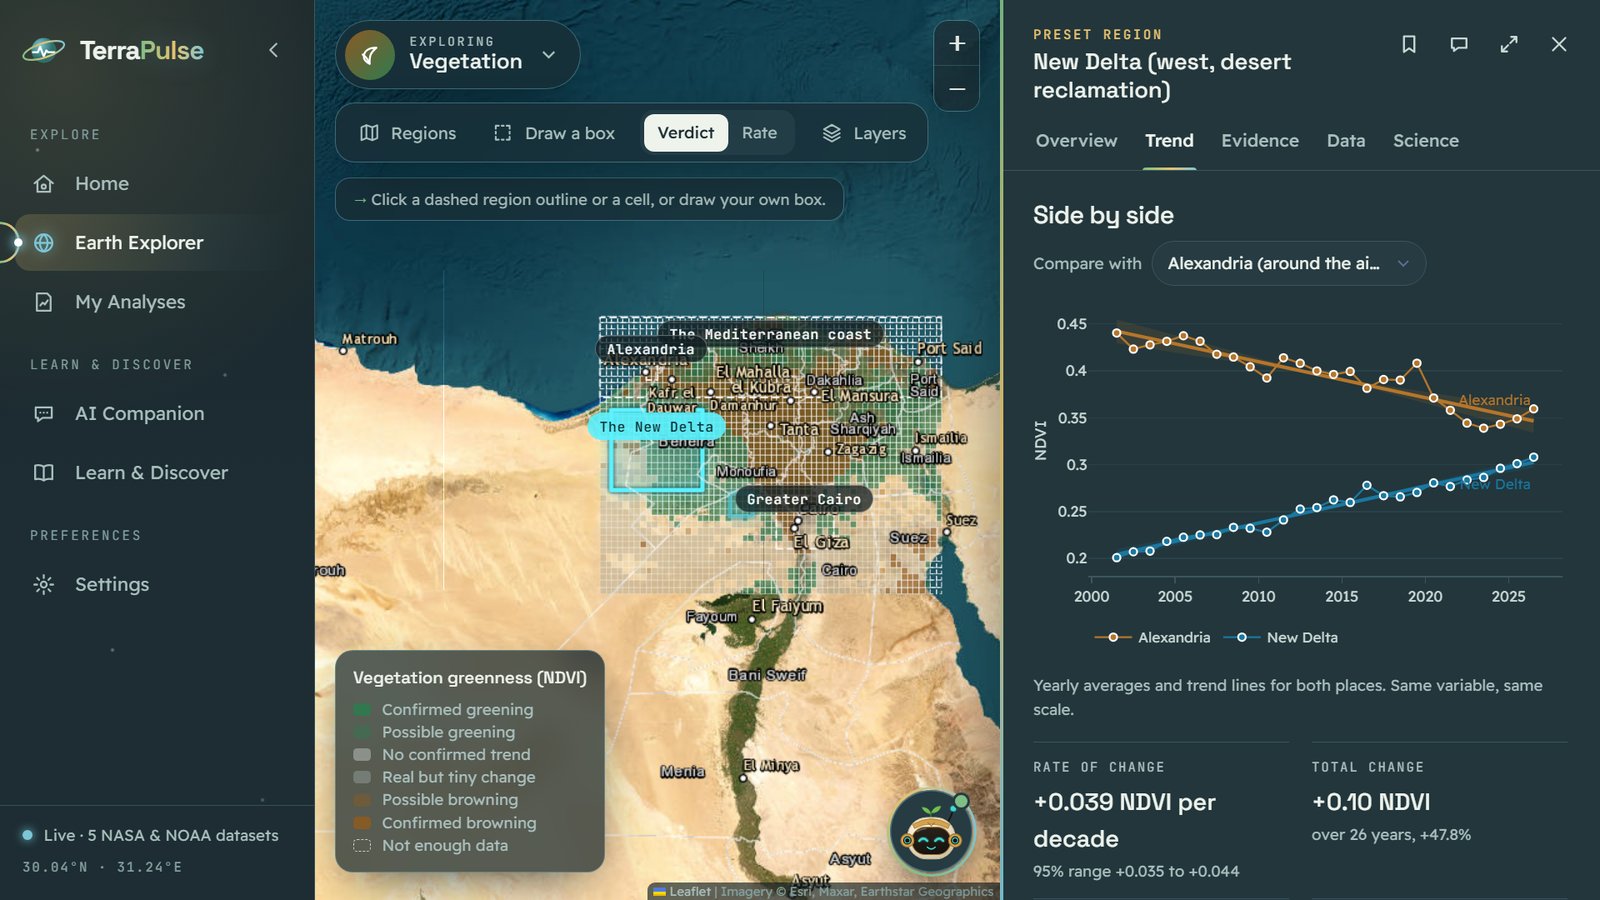 TerraPulse
EXPLORE
Home
Earth Explorer
My Analyses
LEARN & DISCOVER
AI Companion
Learn & Discover
PREFERENCES
Settings
Live · 5 NASA & NOAA datasets
30.04°N · 31.24°E
EXPLORING
Vegetation
Regions
Draw a box
Verdict
Rate
Layers
→ Click a dashed region outline or a cell, or draw your own box.
+
−
Matrouh
The Mediterranean coast
Alexandria
Port Said
El Mahalla
el Kubra
Dakahlia
Port
Said
Kafr el
Dauwar
Damanhur
El Mansura
The New Delta
Beheira
Tanta
Ash
Sharqiyah
Ismailia
Zagazig
Ismailia
Monoufia
Greater Cairo
Suez
El Giza
Suez
Cairo
rouh
El Faiyum
Fayoum
Bani Sweif
Menia
El Minya
Asyut
Asyut
Vegetation greenness (NDVI)
Confirmed greening
Possible greening
No confirmed trend
Real but tiny change
Possible browning
Confirmed browning
Not enough data
Leaflet | Imagery © Esri, Maxar, Earthstar Geographics
PRESET REGION
New Delta (west, desert
reclamation)
Overview
Trend
Evidence
Data
Science
Side by side
Compare with
Alexandria (around the ai...
NDVI
0.45
0.4
0.35
0.3
0.25
0.2
Alexandria
New Delta
2000
2005
2010
2015
2020
2025
Alexandria
New Delta
Yearly averages and trend lines for both places. Same variable, same
scale.
RATE OF CHANGE
+0.039 NDVI per
decade
95% range +0.035 to +0.044
TOTAL CHANGE
+0.10 NDVI
over 26 years, +47.8%